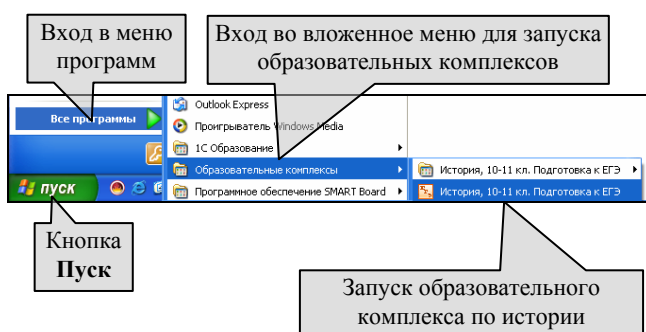 Вход в меню
программ
Вход во вложенное меню для запуска
образовательных комплексов
Outlook Express
Все программы
Проигрыватель Windows Media
1С Образование
Образовательные комплексы
История, 10-11 кл. Подготовка к ЕГЭ
пуск
Программное обеспечение SMART Board
История, 10-11 кл. Подготовка к ЕГЭ
Кнопка
Пуск
Запуск образовательного
комплекса по истории